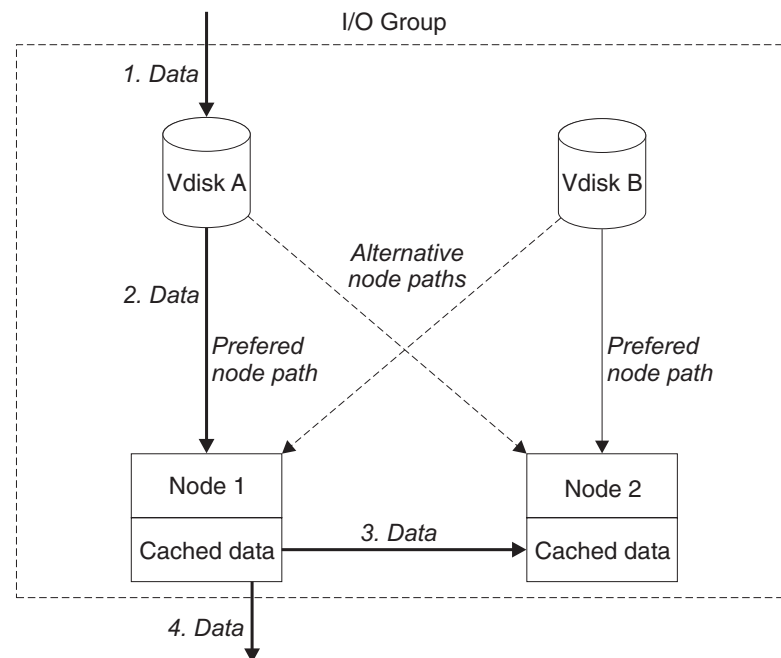 I/O Group
1. Data
Vdisk A
Vdisk B
Alternative
node paths
2. Data
Prefered
node path
Prefered
node path
Node 1
Node 2
3. Data
Cached data
Cached data
4. Data